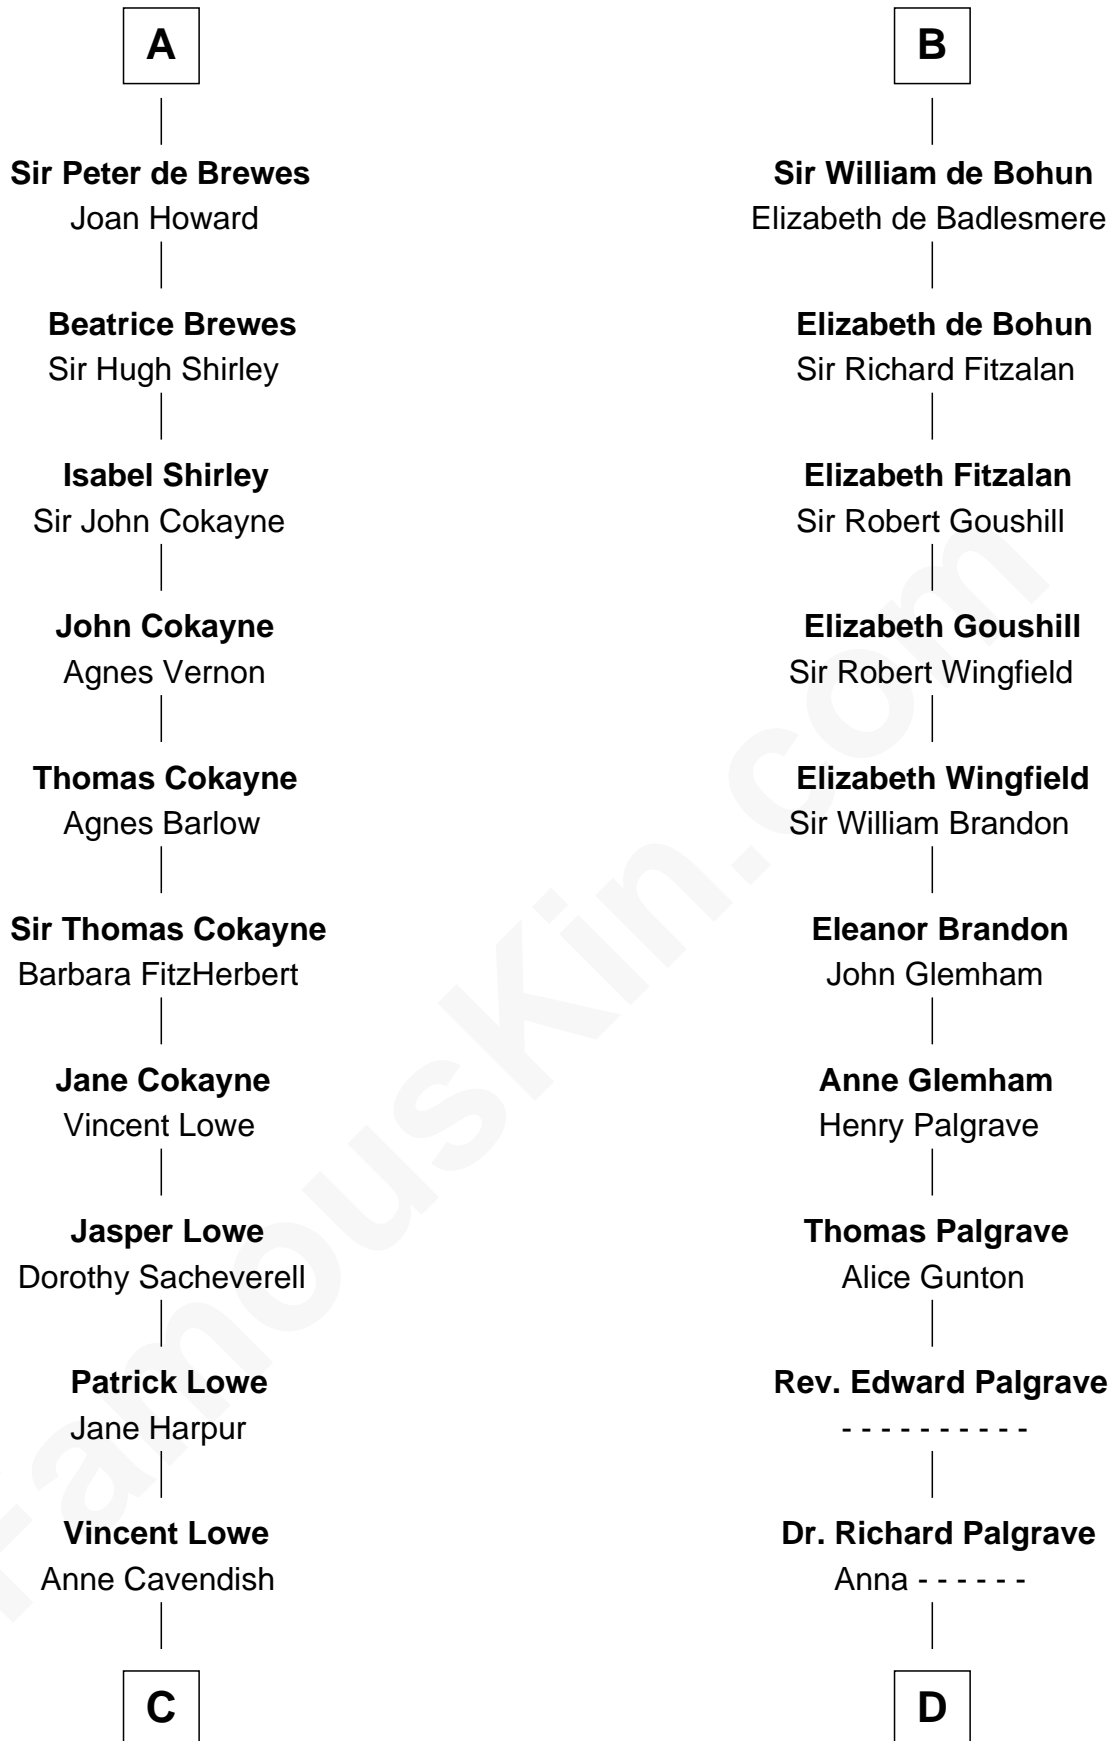 A
Sir Peter de Brewes
Joan Howard
Beatrice Brewes
Sir Hugh Shirley
Isabel Shirley
Sir John Cokayne
John Cokayne
Agnes Vernon
Thomas Cokayne
Agnes Barlow
Sir Thomas Cokayne
Barbara FitzHerbert
Jane Cokayne
Vincent Lowe
Jasper Lowe
Dorothy Sacheverell
Patrick Lowe
Jane Harpur
Vincent Lowe
Anne Cavendish
C
B
Sir William de Bohun
Elizabeth de Badlesmere
Elizabeth de Bohun
Sir Richard Fitzalan
Elizabeth Fitzalan
Sir Robert Goushill
Elizabeth Goushill
Sir Robert Wingfield
Elizabeth Wingfield
Sir William Brandon
Eleanor Brandon
John Glemham
Anne Glemham
Henry Palgrave
Thomas Palgrave
Alice Gunton
Rev. Edward Palgrave
- - - - - - - - - -
Dr. Richard Palgrave
Anna - - - - - -
D
FamousKin.com